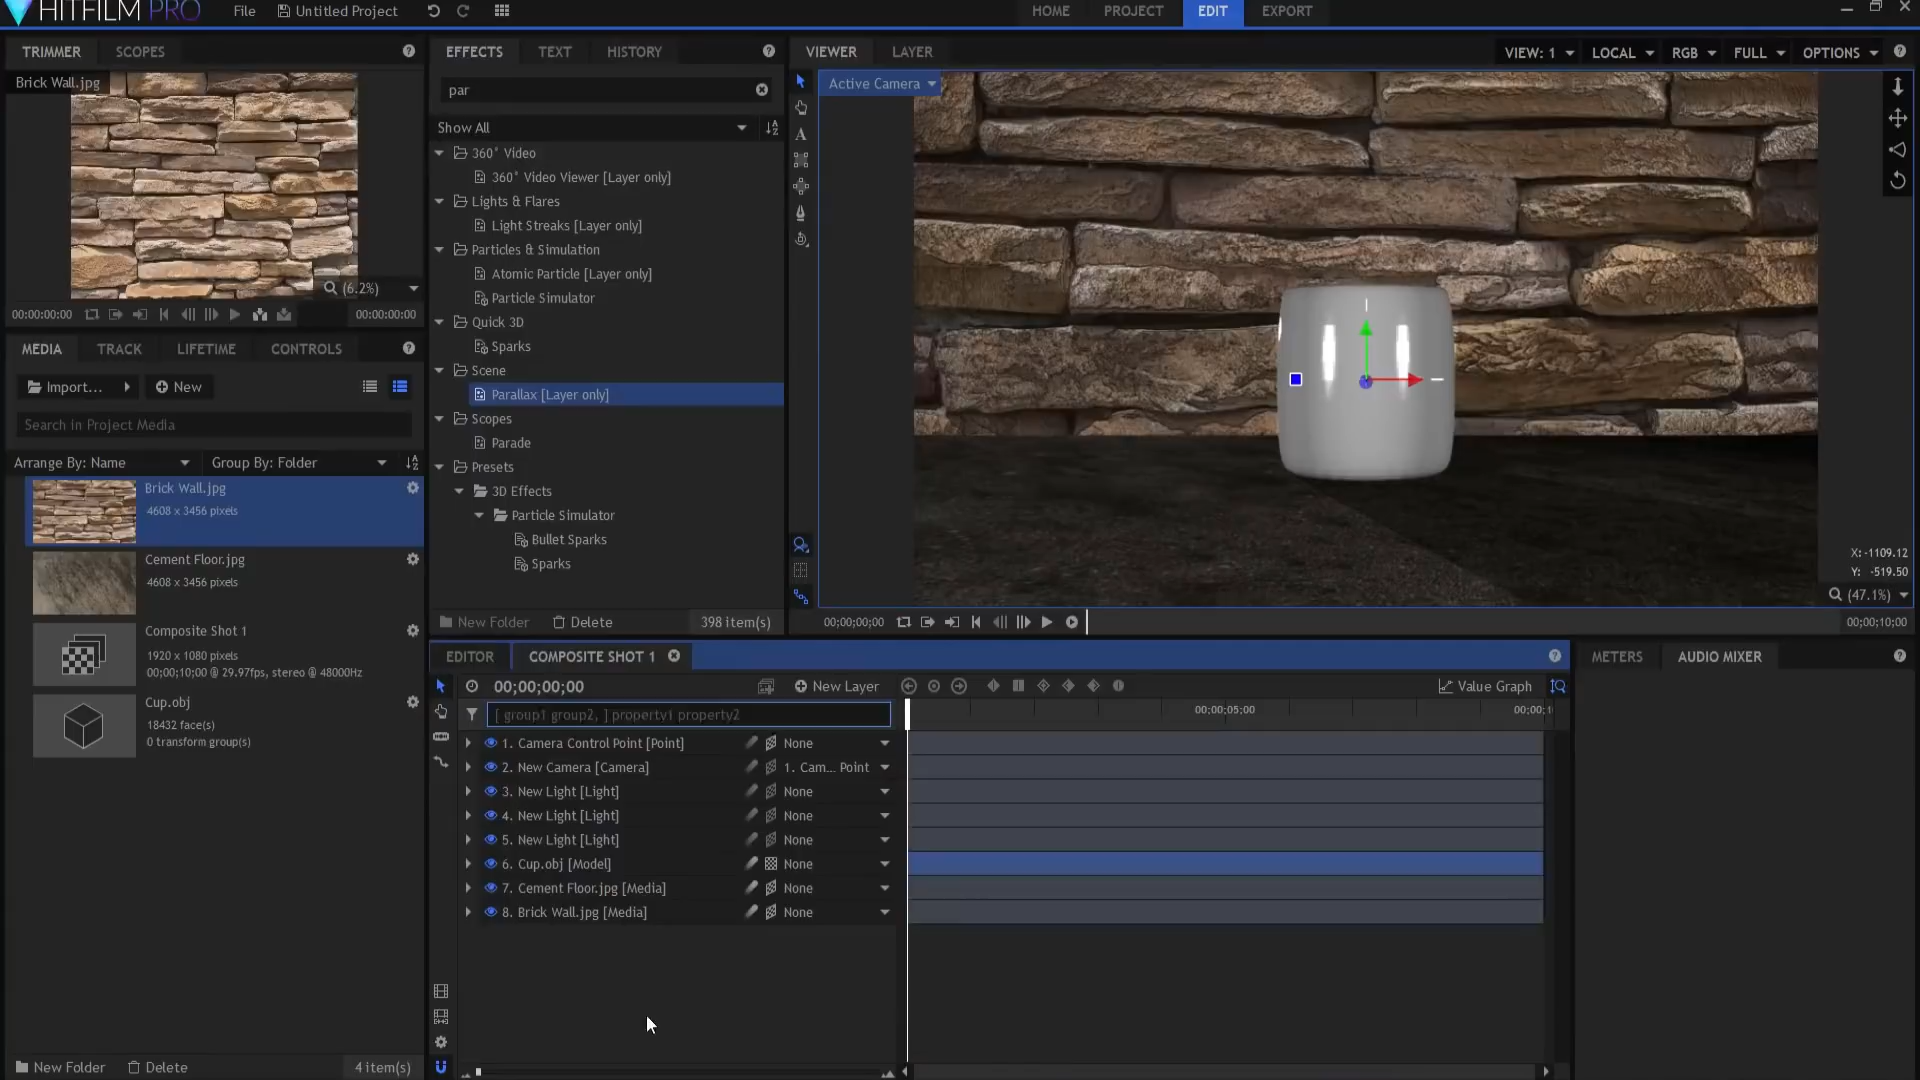 HITFILM PRO
File
Untitled Project
HOME
PROJECT
EDIT
EXPORT
TRIMMER
SCOPES
Brick Wall.jpg
(6.2%)
00:00:00:00
00:00:00:00
MEDIA
TRACK
LIFETIME
CONTROLS
Import...
New
Search in Project Media
Arrange By: Name
Group By: Folder
Brick Wall.jpg
4608 x 3456 pixels
Cement Floor.jpg
4608 x 3456 pixels
Composite Shot 1
1920 x 1080 pixels
00;00;10;00 @ 29.97fps, stereo @ 48000Hz
Cup.obj
18432 face(s)
0 transform group(s)
New Folder
Delete
4 item(s)
EFFECTS
TEXT
HISTORY
par
Show All
360° Video
360° Video Viewer [Layer only]
Lights & Flares
Light Streaks [Layer only]
Particles & Simulation
Atomic Particle [Layer only]
Particle Simulator
Quick 3D
Sparks
Scene
Parallax [Layer only]
Scopes
Parade
Presets
3D Effects
Particle Simulator
Bullet Sparks
Sparks
New Folder
Delete
398 item(s)
VIEWER
LAYER
VIEW: 1
LOCAL
RGB
FULL
OPTIONS
Active Camera
X: -1109.12
Y: -519.50
(47.1%)
00;00;00;00
00;00;10;00
EDITOR
COMPOSITE SHOT 1
00;00;00;00
New Layer
Value Graph
[ group1 group2, ] property1 property2
00;00;05;00
00;00;1
1. Camera Control Point [Point]
None
2. New Camera [Camera]
1. Cam... Point
3. New Light [Light]
None
4. New Light [Light]
None
5. New Light [Light]
None
6. Cup.obj [Model]
None
7. Cement Floor.jpg [Media]
None
8. Brick Wall.jpg [Media]
None
METERS
AUDIO MIXER